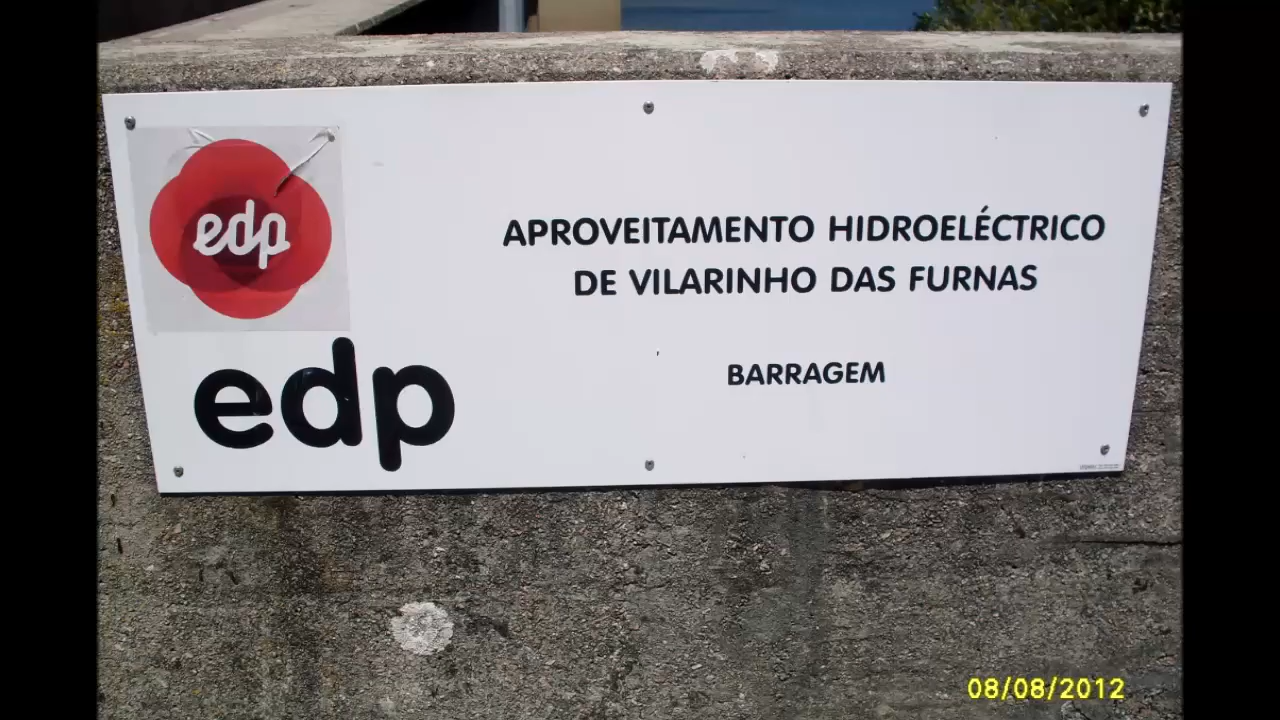 edp
edp
APROVEITAMENTO HIDROELÉCTRICO
DE VILARINHO DAS FURNAS
BARRAGEM
08/08/2012